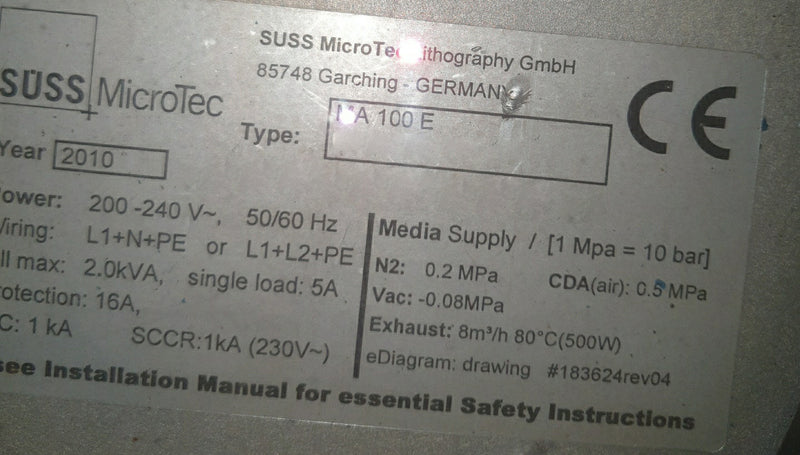 SUSS MicroTec Lithography GmbH
85748 Garching - GERMANY
SUSS MicroTec
Type: MA 100 E
Year 2010
ower: 200 -240 V~, 50/60 Hz
iring: L1+N+PE or L1+L2+PE
ll max: 2.0kVA, single load: 5A
otection: 16A,
C: 1 kA SCCR:1kA (230V~)
Media Supply / [1 Mpa = 10 bar]
N2: 0.2 MPa CDA(air): 0.5 MPa
Vac: -0.08MPa
Exhaust: 8m³/h 80°C(500W)
eDiagram: drawing #183624rev04
see Installation Manual for essential Safety Instructions
CE